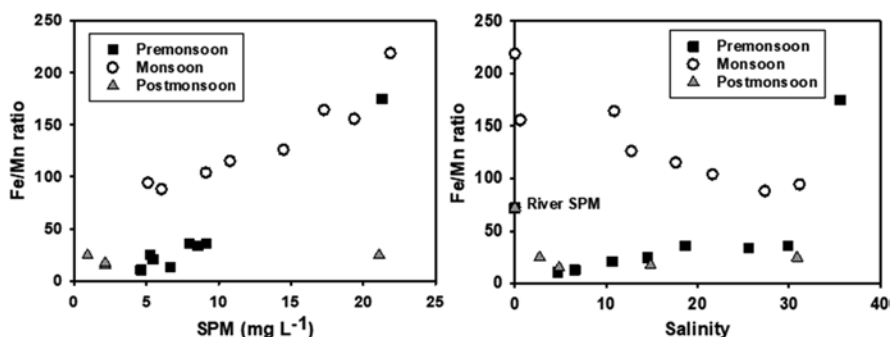 250
200
150
100
50
0
Fe/Mn ratio
Premonsoon
Monsoon
Postmonsoon
0 5 10 15 20 25
SPM (mg L-1)
250
200
150
100
50
0
Fe/Mn ratio
Premonsoon
Monsoon
Postmonsoon
River SPM
0 10 20 30 400
Salinity